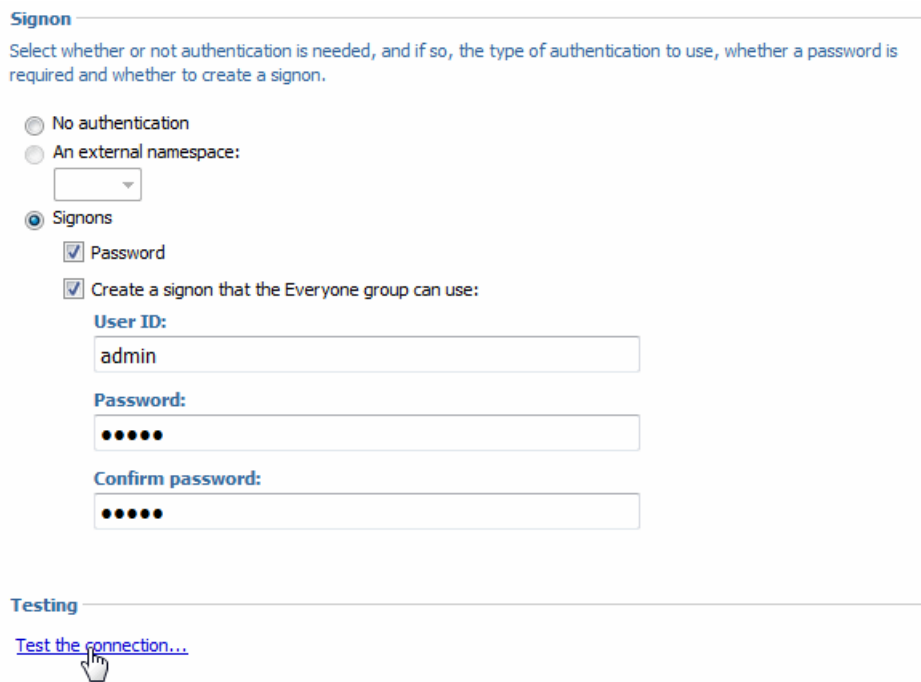 Signon
Select whether or not authentication is needed, and if so, the type of authentication to use, whether a password is
required and whether to create a signon.
No authentication
An external namespace:
Signons
Password
Create a signon that the Everyone group can use:
User ID:
admin
Password:
●●●●●
Confirm password:
●●●●●
Testing
Test the connection...